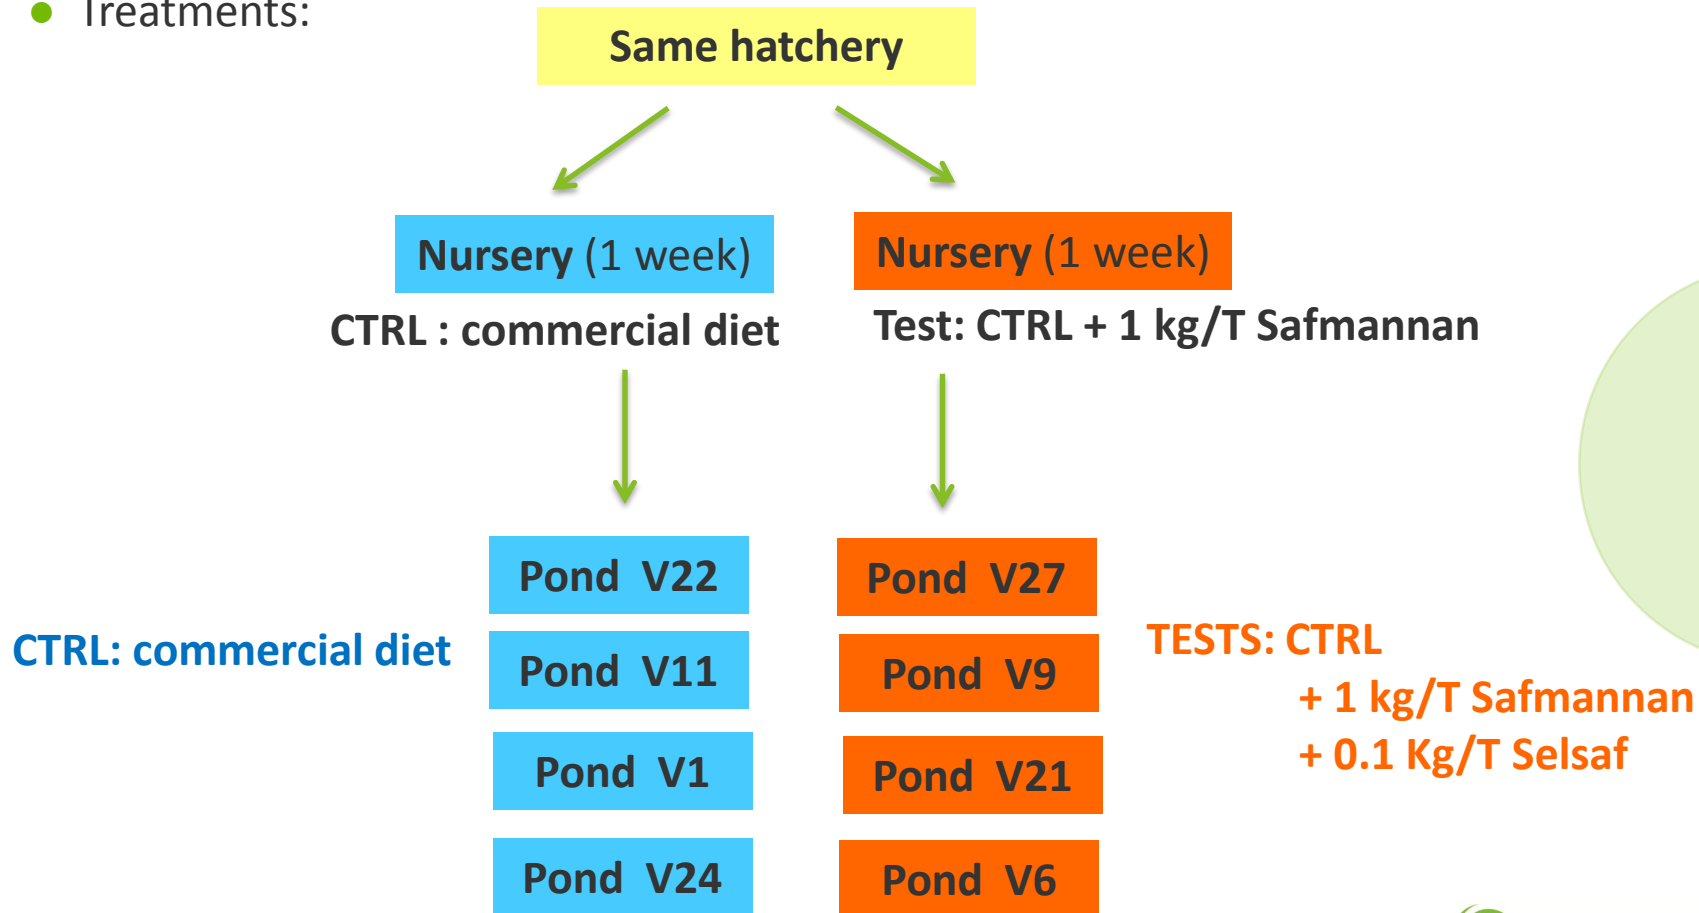 Treatments:
Same hatchery
Nursery (1 week)
Nursery (1 week)
CTRL : commercial diet
Test: CTRL + 1 kg/T Safmannan
Pond V22
Pond V27
CTRL: commercial diet
Pond V11
Pond V9
TESTS: CTRL
+ 1 kg/T Safmannan
+ 0.1 Kg/T Selsaf
Pond V1
Pond V21
Pond V24
Pond V6